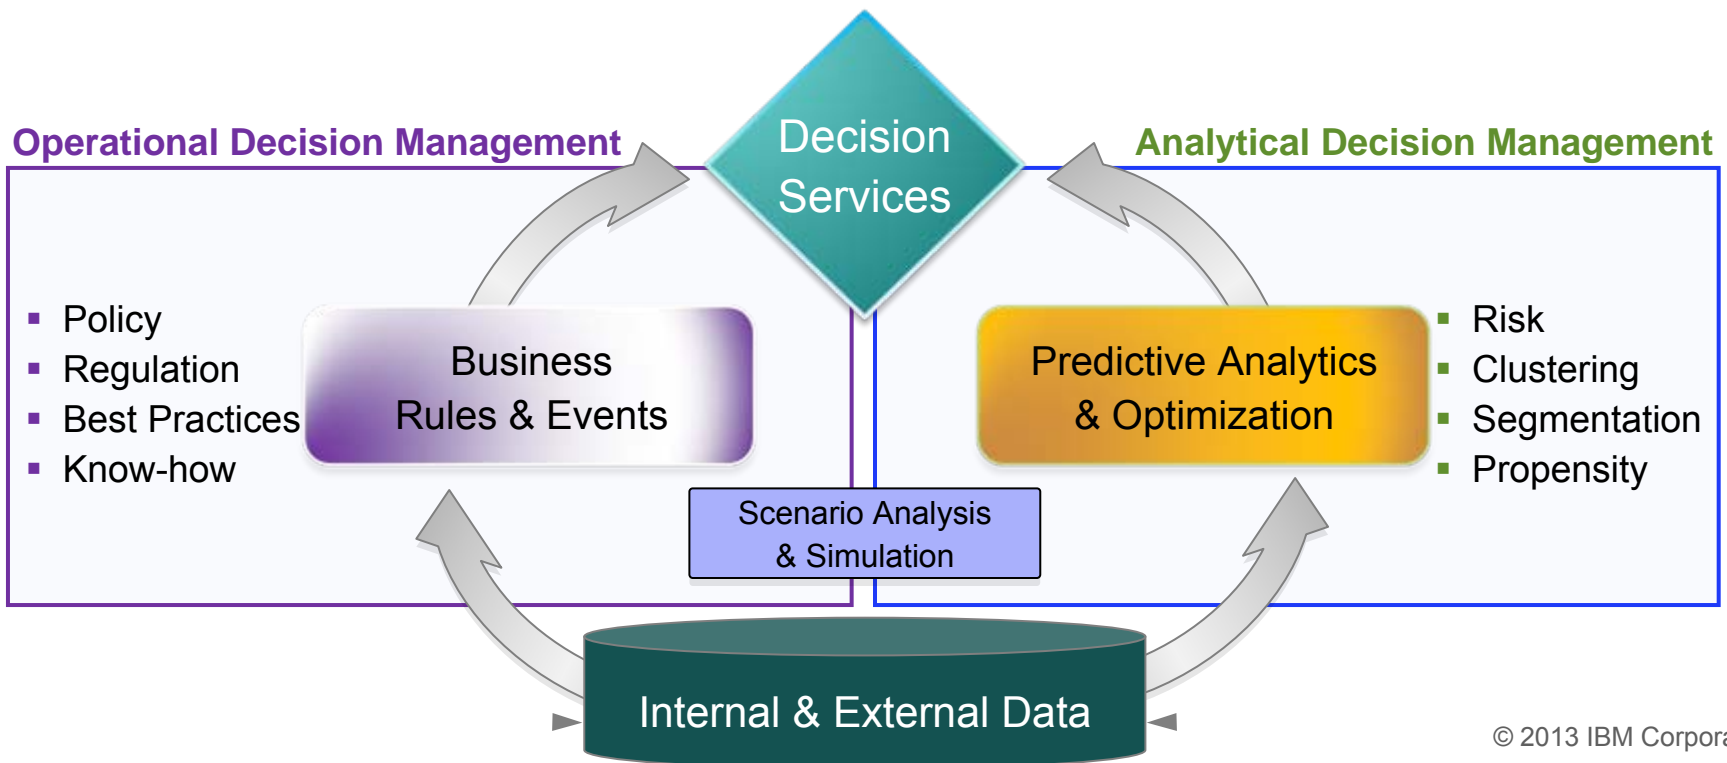 Decision
Services
Operational Decision Management
Analytical Decision Management
Policy
Regulation
Best Practices
Know-how
Business
Rules & Events
Predictive Analytics
& Optimization
Risk
Clustering
Segmentation
Propensity
Scenario Analysis
& Simulation
Internal & External Data
© 2013 IBM Corpora